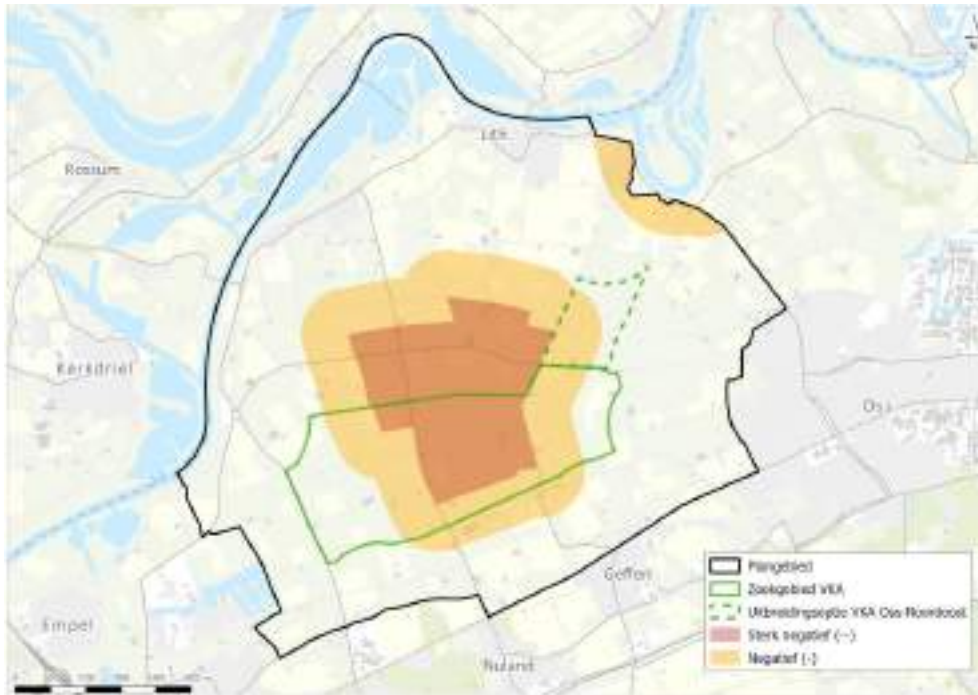 Lith
Rossum
Kerkdriel
Oss
Geffen
Empel
Nuland
Plangebied
Zoekgebied VKA
Uitbreidingsoptie VKA Oss-Noordoost
Sterk negatief (--)
Negatief (-)